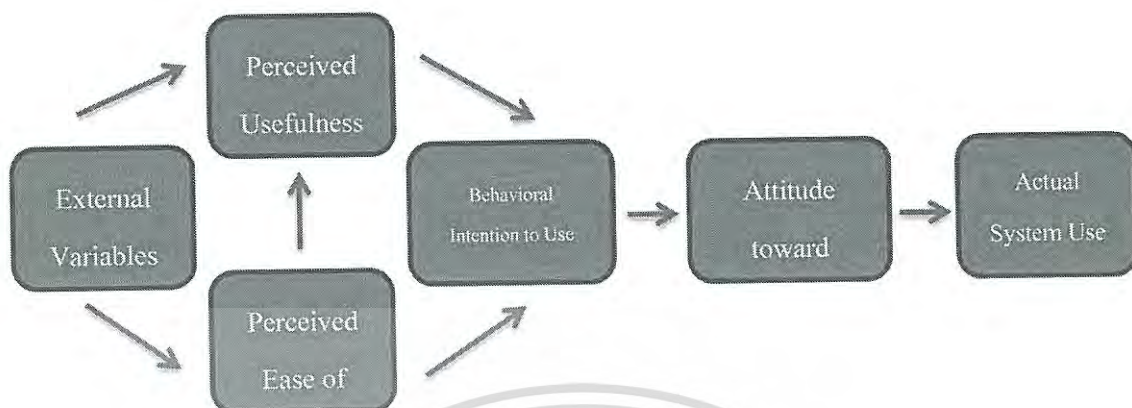 Perceived
Usefulness
External
Variables
Perceived
Ease of
Behavioral
Intention to Use
Attitude
toward
Actual
System Use